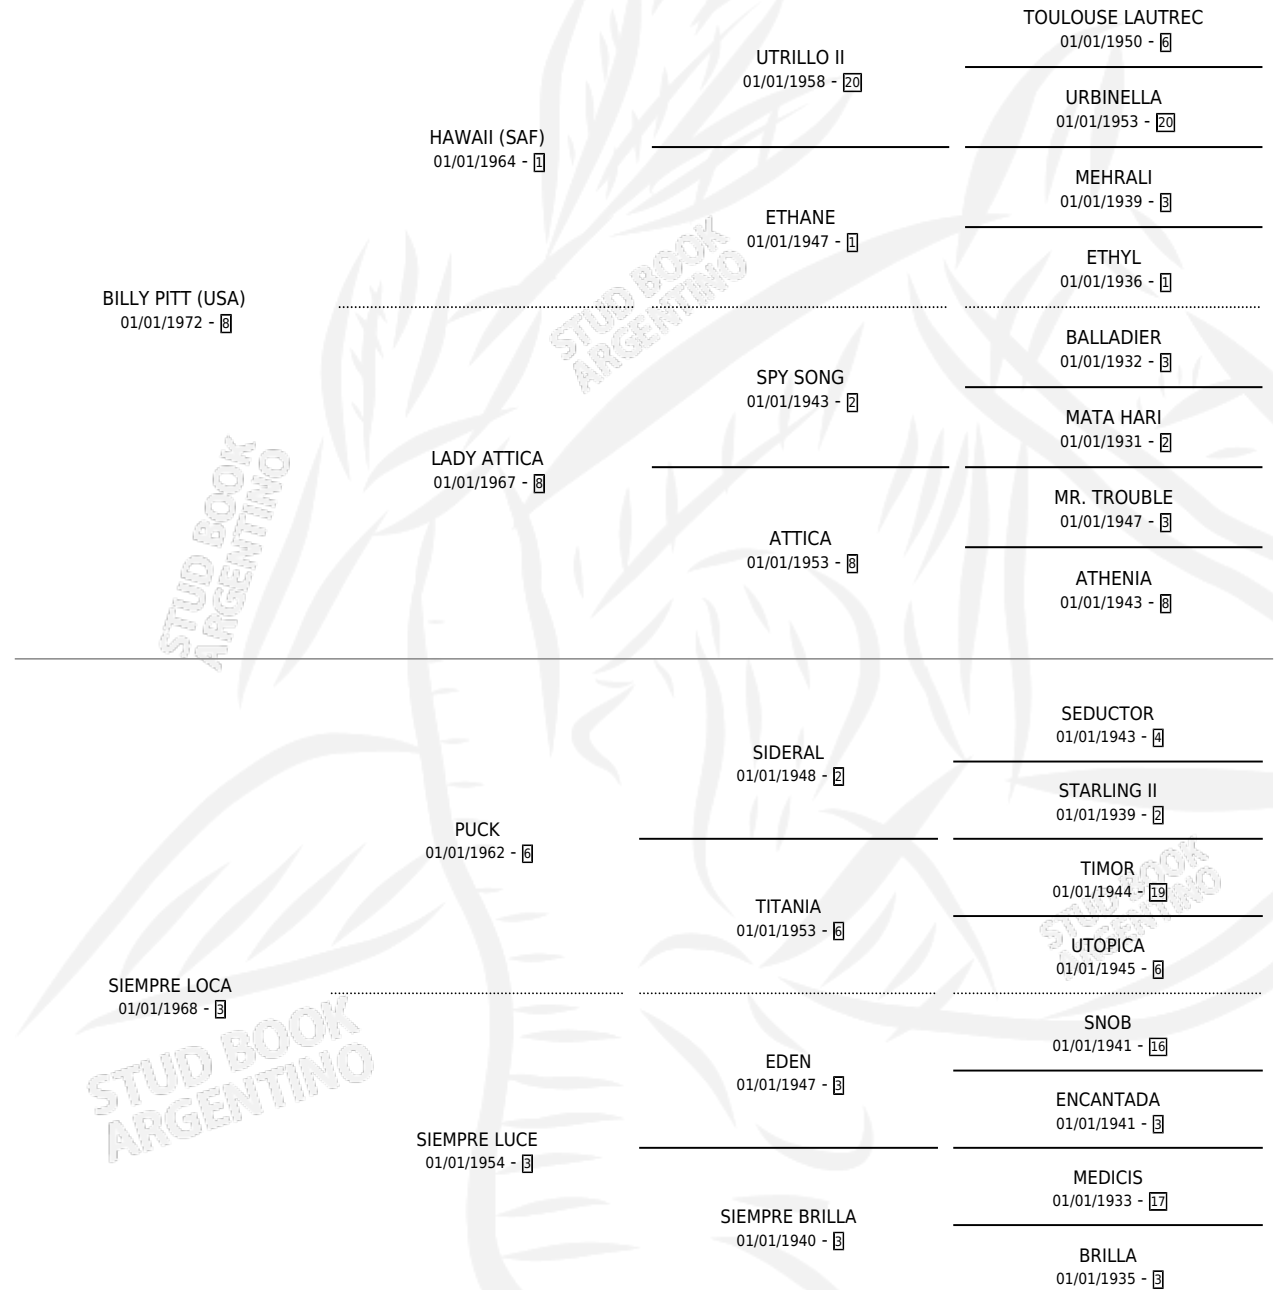 TOULOUSE LAUTREC
01/01/1950 - 6
UTRILLO II
01/01/1958 - 20
URBINELLA
01/01/1953 - 20
HAWAII (SAF)
01/01/1964 - 1
MEHRALI
01/01/1939 - 3
ETHANE
01/01/1947 - 1
ETHYL
01/01/1936 - 1
BILLY PITT (USA)
01/01/1972 - 8
BALLADIER
01/01/1932 - 3
SPY SONG
01/01/1943 - 2
MATA HARI
01/01/1931 - 2
LADY ATTICA
01/01/1967 - 8
MR. TROUBLE
01/01/1947 - 3
ATTICA
01/01/1953 - 8
ATHENIA
01/01/1943 - 8
STUD BOOK
ARGENTINO
STUD BOOK
ARGENTINO
SEDUCTOR
01/01/1943 - 4
SIDERAL
01/01/1948 - 2
STARLING II
01/01/1939 - 2
PUCK
01/01/1962 - 6
TIMOR
01/01/1944 - 19
TITANIA
01/01/1953 - 6
UTOPICA
01/01/1945 - 6
SIEMPRE LOCA
01/01/1968 - 3
SNOB
01/01/1941 - 16
EDEN
01/01/1947 - 3
ENCANTADA
01/01/1941 - 3
SIEMPRE LUCE
01/01/1954 - 3
MEDICIS
01/01/1933 - 17
SIEMPRE BRILLA
01/01/1940 - 3
BRILLA
01/01/1935 - 3
STUD BOOK
ARGENTINO
STUD BOOK
ARGENTINO